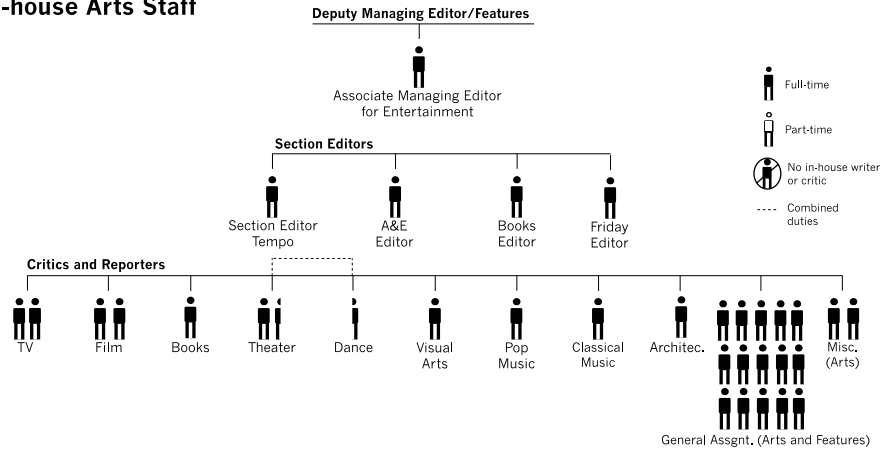 -house Arts Staff
Deputy Managing Editor/Features
Associate Managing Editor
for Entertainment
Full-time
Part-time
No in-house writer
or critic
Combined
duties
Section Editors
Section Editor
Tempo
A&E
Editor
Books
Editor
Friday
Editor
Critics and Reporters
TV
Film
Books
Theater
Dance
Visual
Arts
Pop
Music
Classical
Music
Architec.
Misc.
(Arts)
General Assgnt. (Arts and Features)